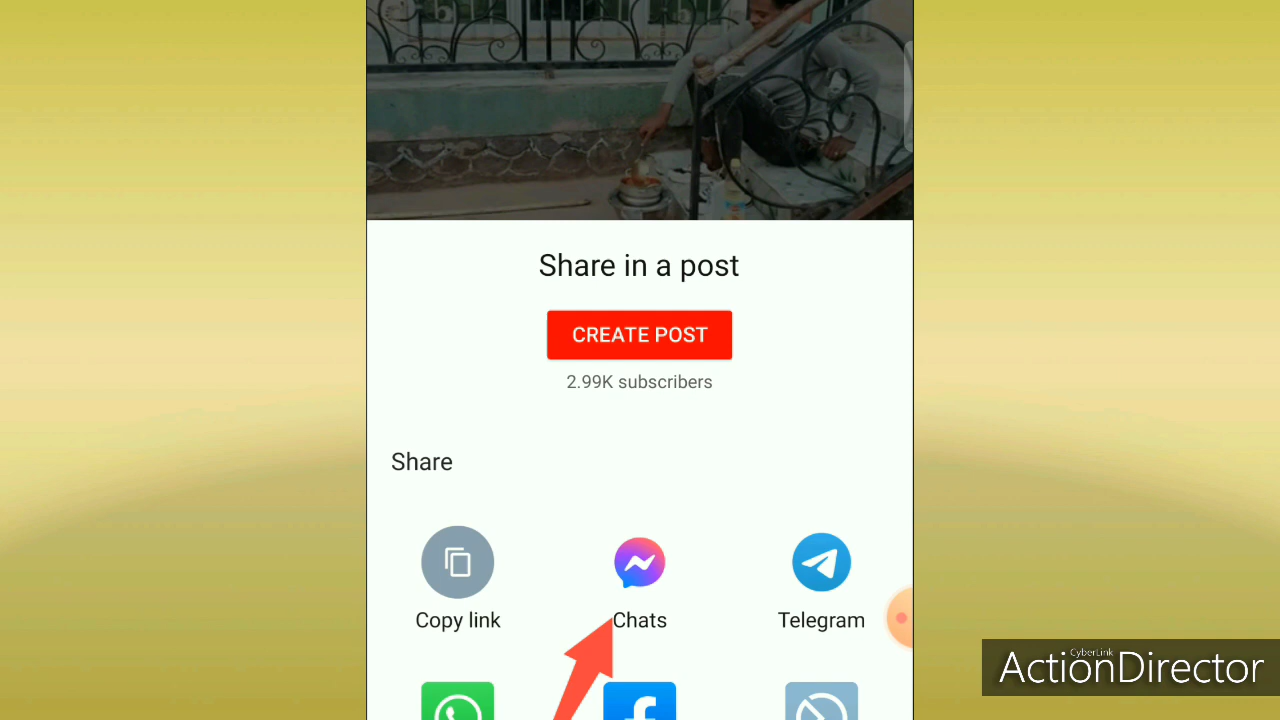 Share in a post
CREATE POST
2.99K subscribers
Share
Copy link
Chats
Telegram
CyberLink
ActionDirector